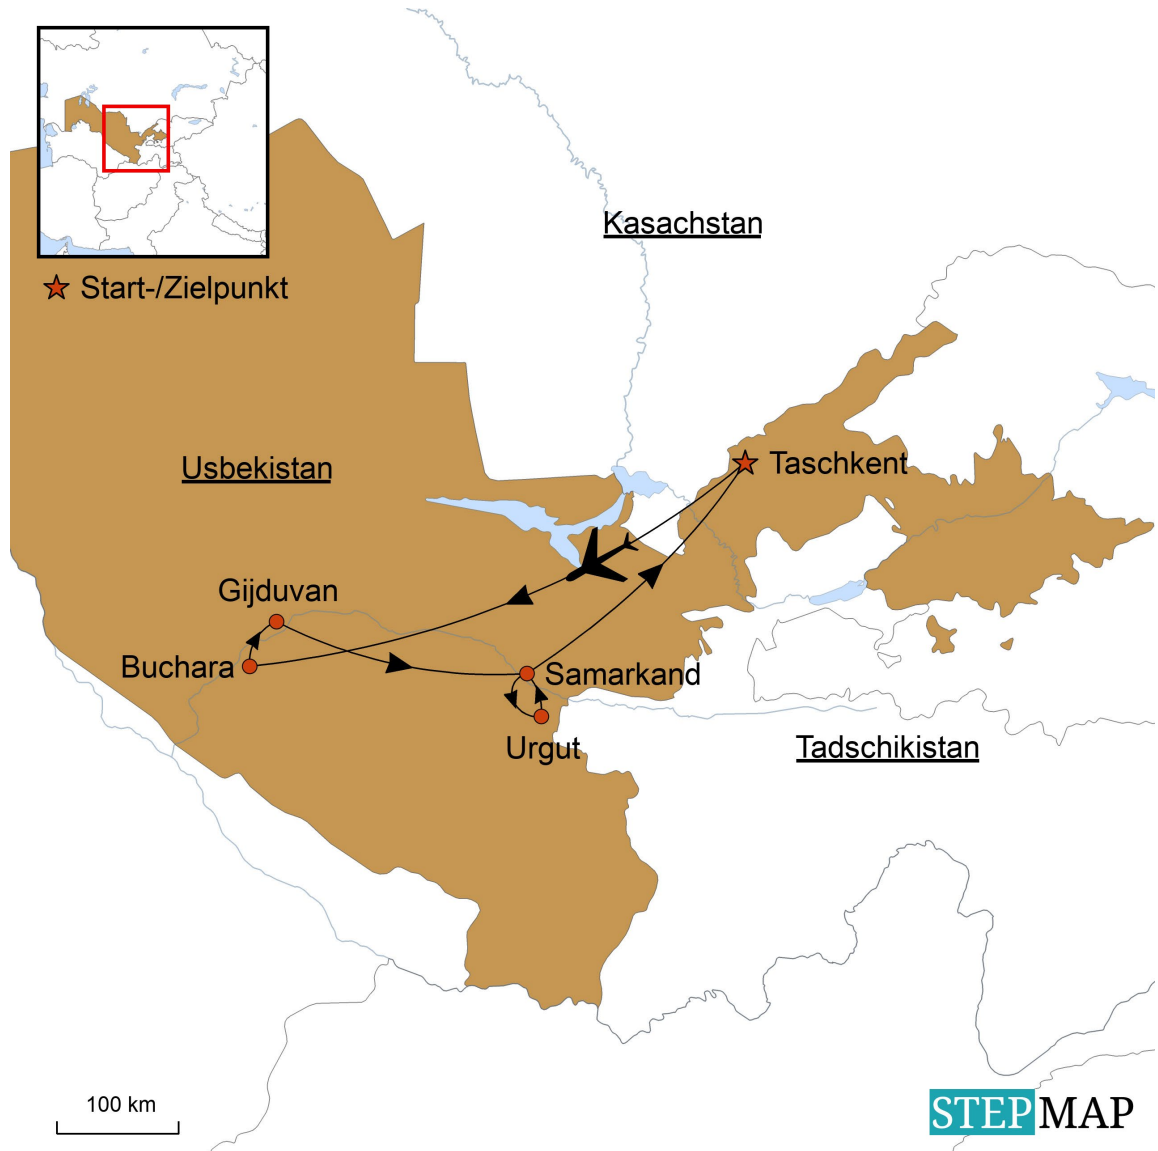 Kasachstan
Start-/Zielpunkt
Usbekistan
Taschkent
Gijduvan
Buchara
Samarkand
Urgut
Tadschikistan
100 km
STEPMAP